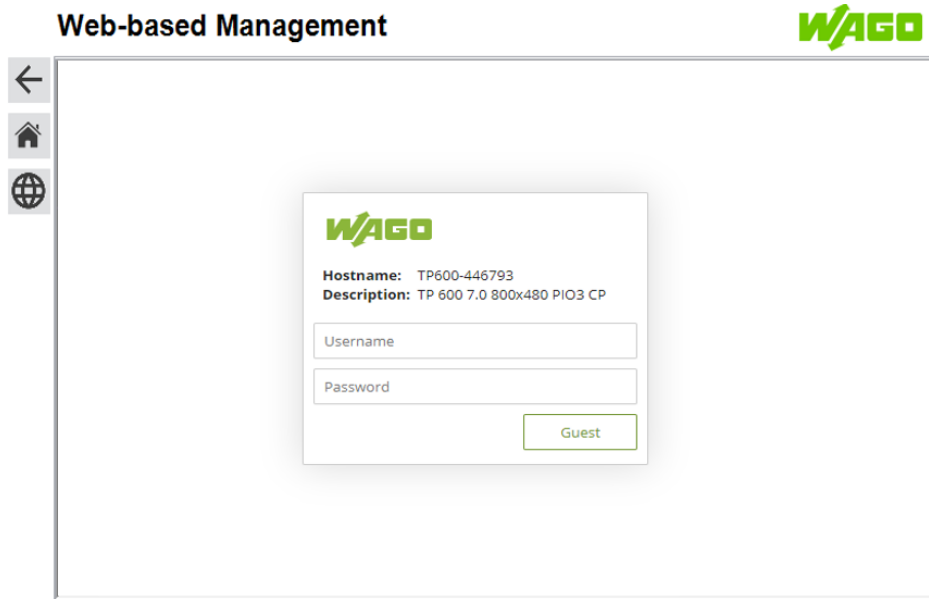 Web-based Management
WAGO
WAGO
Hostname: TP600-446793
Description: TP 600 7.0 800x480 PIO3 CP
Username
Password
Guest